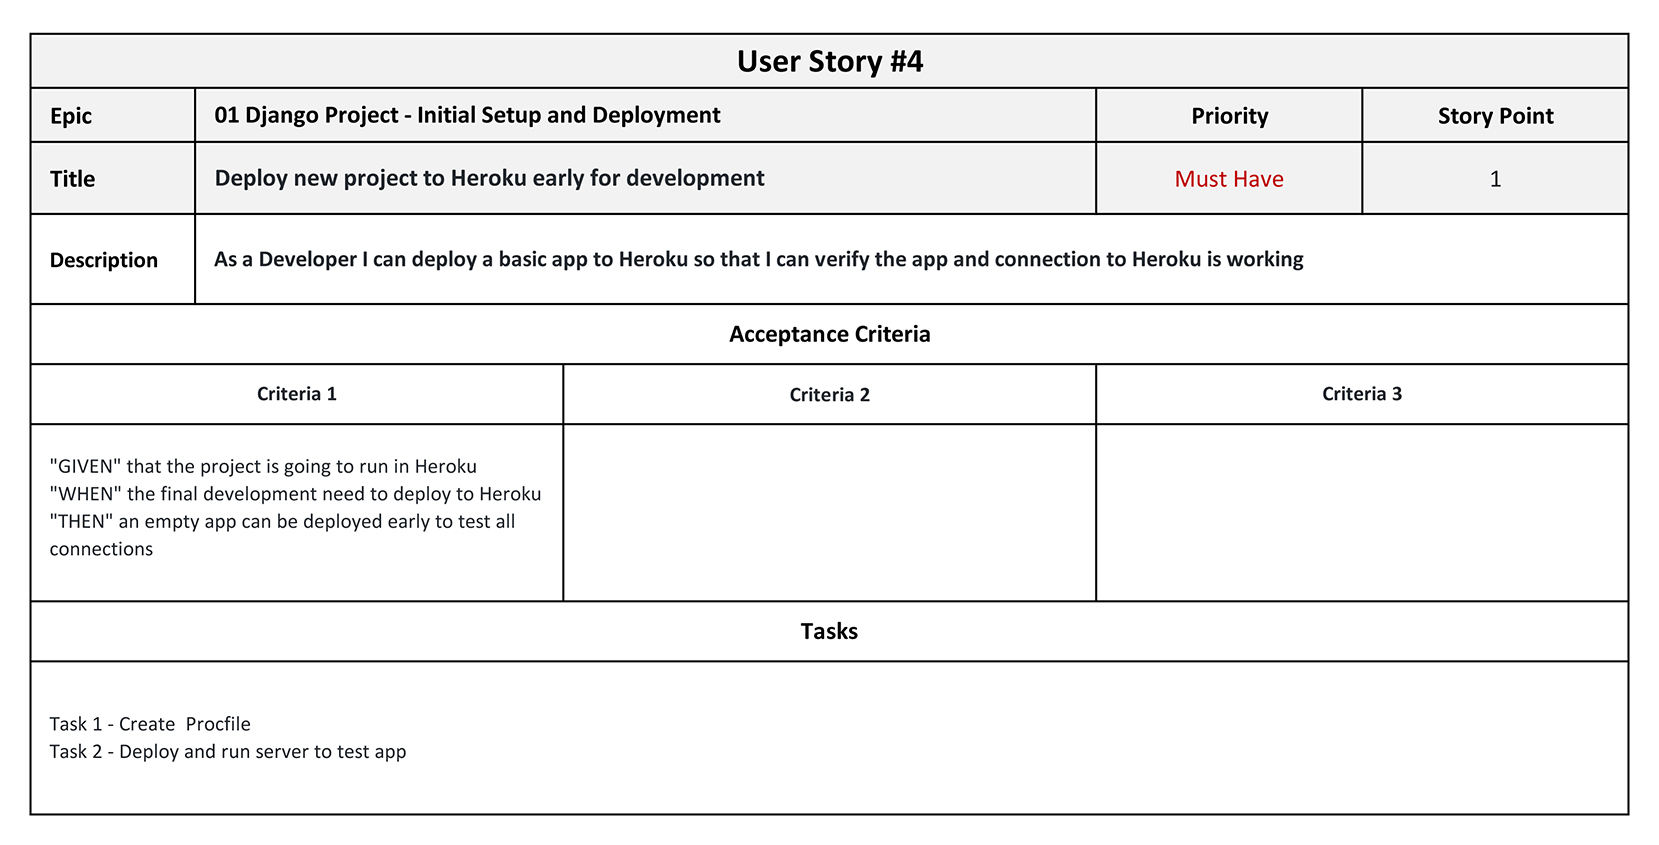 User Story #4
Epic
01 Django Project - Initial Setup and Deployment
Priority
Story Point
Title
Deploy new project to Heroku early for development
Must Have
1
Description
As a Developer I can deploy a basic app to Heroku so that I can verify the app and connection to Heroku is working
Acceptance Criteria
Criteria 1
Criteria 2
Criteria 3
"GIVEN" that the project is going to run in Heroku
"WHEN" the final development need to deploy to Heroku
"THEN" an empty app can be deployed early to test all
connections
Tasks
Task 1 - Create  Procfile
Task 2 - Deploy and run server to test app